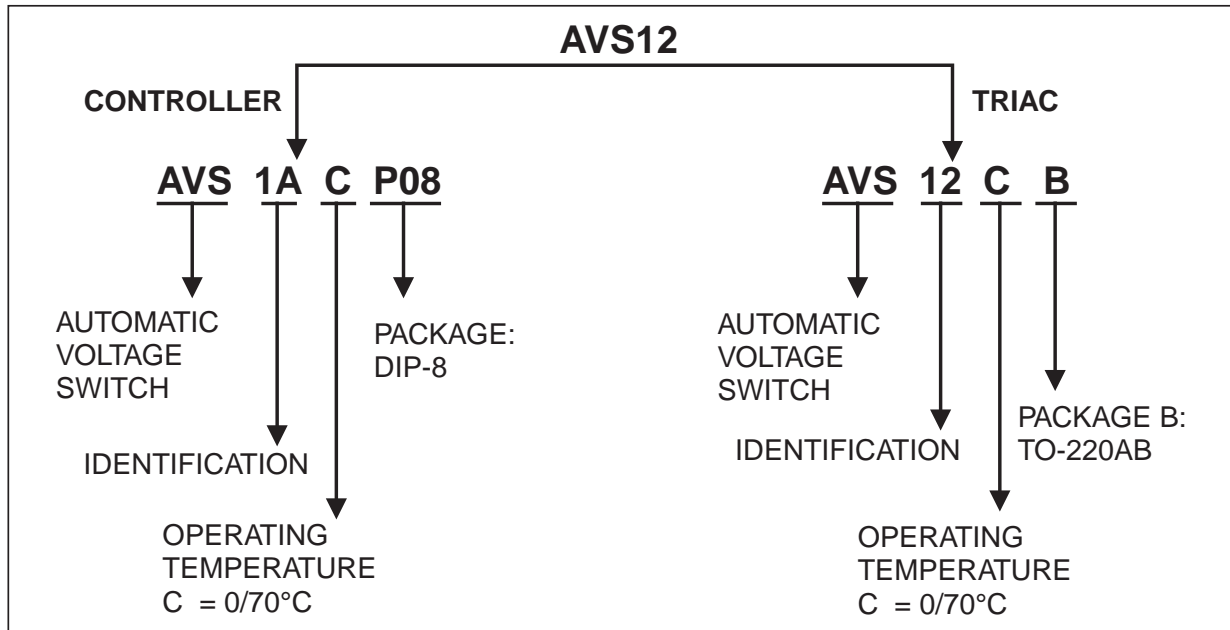 AVS12
CONTROLLER
TRIAC
AVS 1A C P08
AVS 12 C B
AUTOMATIC
VOLTAGE
SWITCH
PACKAGE:
DIP-8
IDENTIFICATION
OPERATING
TEMPERATURE
C = 0/70°C
AUTOMATIC
VOLTAGE
SWITCH
PACKAGE B:
TO-220AB
IDENTIFICATION
OPERATING
TEMPERATURE
C = 0/70°C